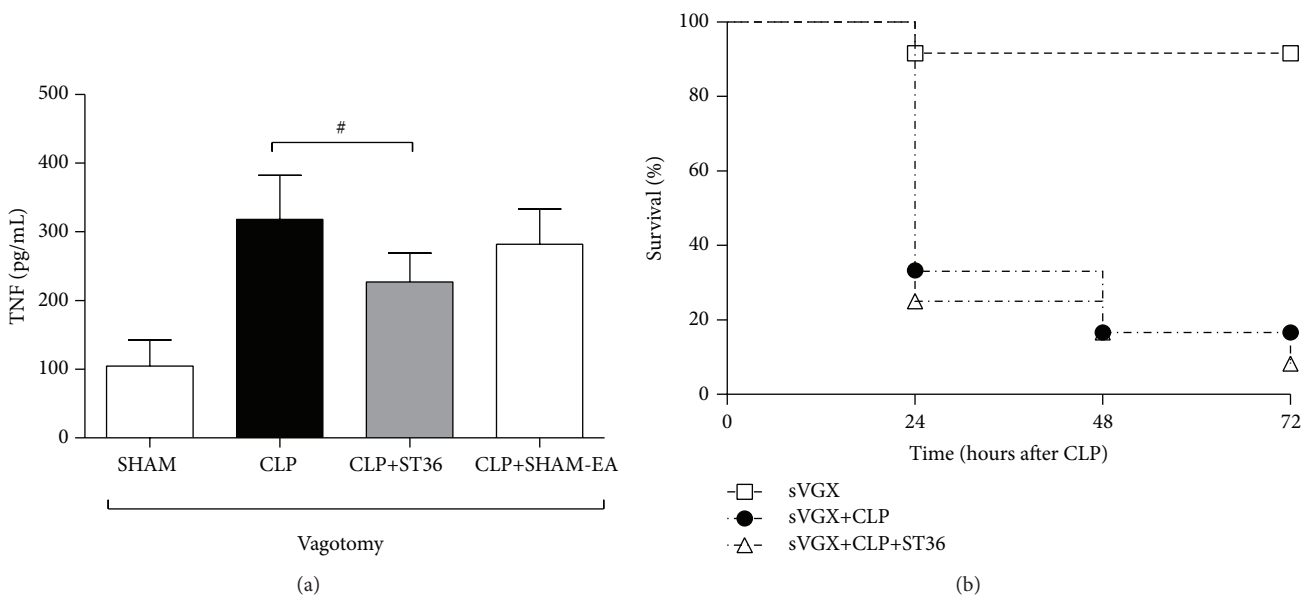 500
400
300
200
100
0
TNF (pg/mL)
#
SHAM
CLP
CLP+ST36
CLP+SHAM-EA
Vagotomy
(a)
100
80
60
40
20
0
Survival (%)
0
24
48
72
Time (hours after CLP)
sVGX
sVGX+CLP
sVGX+CLP+ST36
(b)